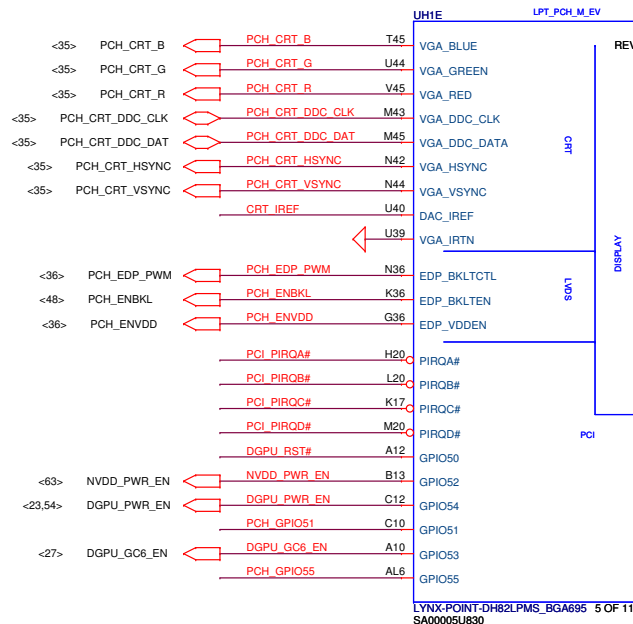 UH1E LPT_PCH_M_EV
<35> PCH_CRT_B PCH_CRT_B T45 VGA_BLUE REV
<35> PCH_CRT_G PCH_CRT_G U44 VGA_GREEN
<35> PCH_CRT_R PCH_CRT_R V45 VGA_RED
<35> PCH_CRT_DDC_CLK PCH_CRT_DDC_CLK M43 VGA_DDC_CLK
<35> PCH_CRT_DDC_DAT PCH_CRT_DDC_DAT M45 VGA_DDC_DATA
CRT
<35> PCH_CRT_HSYNC PCH_CRT_HSYNC N42 VGA_HSYNC
<35> PCH_CRT_VSYNC PCH_CRT_VSYNC N44 VGA_VSYNC
CRT_IREF U40 DAC_IREF
U39 VGA_IRTN
DISPLAY
<36> PCH_EDP_PWM PCH_EDP_PWM N36 EDP_BKLTCTL
LVDS
<48> PCH_ENBKL PCH_ENBKL K36 EDP_BKLTEN
<36> PCH_ENVDD PCH_ENVDD G36 EDP_VDDEN
PCI_PIRQA# H20 PIRQA#
PCI_PIRQB# L20 PIRQB#
PCI_PIRQC# K17 PIRQC#
PCI_PIRQD# M20 PIRQD#
PCI
DGPU_RST# A12 GPIO50
<63> NVDD_PWR_EN NVDD_PWR_EN B13 GPIO52
<23,54> DGPU_PWR_EN DGPU_PWR_EN C12 GPIO54
PCH_GPIO51 C10 GPIO51
<27> DGPU_GC6_EN DGPU_GC6_EN A10 GPIO53
PCH_GPIO55 AL6 GPIO55
LYNX-POINT-DH82LPMS_BGA695 5 OF 11
SA00005U830